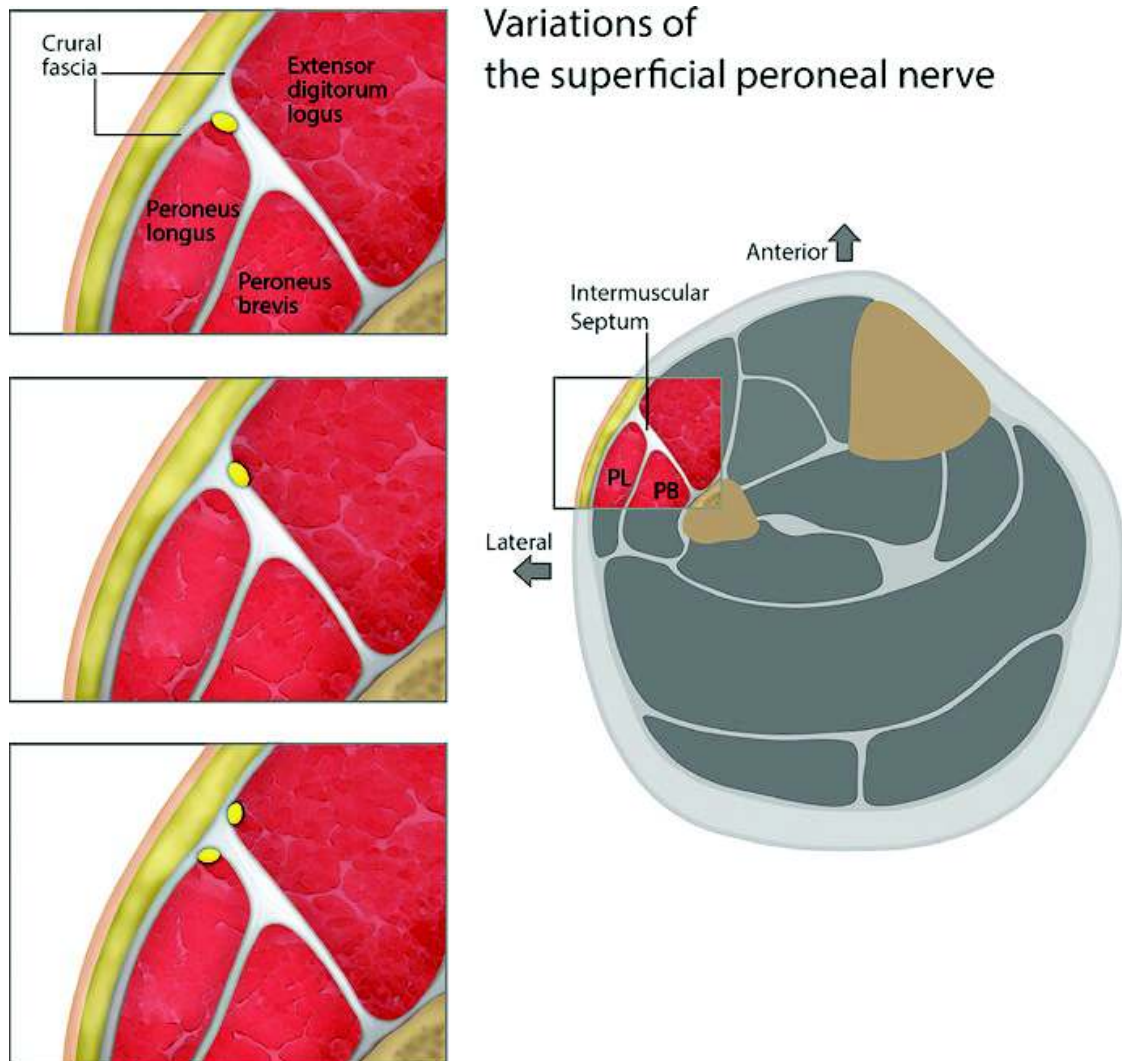 Variations of
the superficial peroneal nerve
Crural
fascia
Extensor
digitorum
logus
Peroneus
longus
Peroneus
brevis
Anterior
Intermuscular
Septum
PL
PB
Lateral